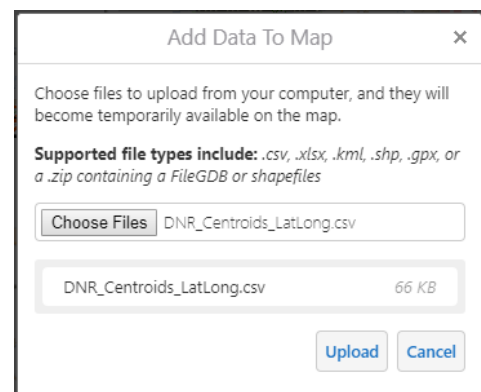 Add Data To Map ×
Choose files to upload from your computer, and they will
become temporarily available on the map.
Supported file types include: .csv, .xlsx, .kml, .shp, .gpx, or
a .zip containing a FileGDB or shapefiles
Choose Files DNR_Centroids_LatLong.csv
DNR_Centroids_LatLong.csv 66 KB
Upload Cancel